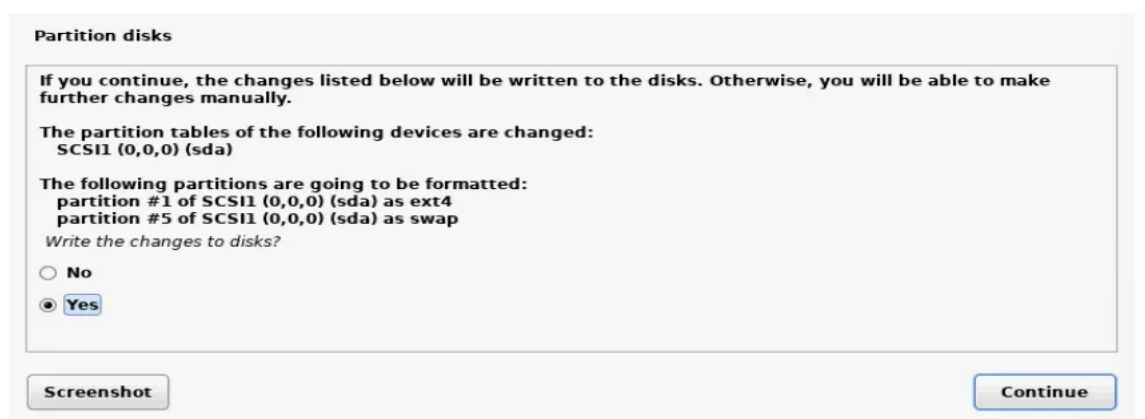 Partition disks
If you continue, the changes listed below will be written to the disks. Otherwise, you will be able to make
further changes manually.
The partition tables of the following devices are changed:
SCSI1 (0,0,0) (sda)
The following partitions are going to be formatted:
partition #1 of SCSI1 (0,0,0) (sda) as ext4
partition #5 of SCSI1 (0,0,0) (sda) as swap
Write the changes to disks?
No
Yes
Screenshot
Continue